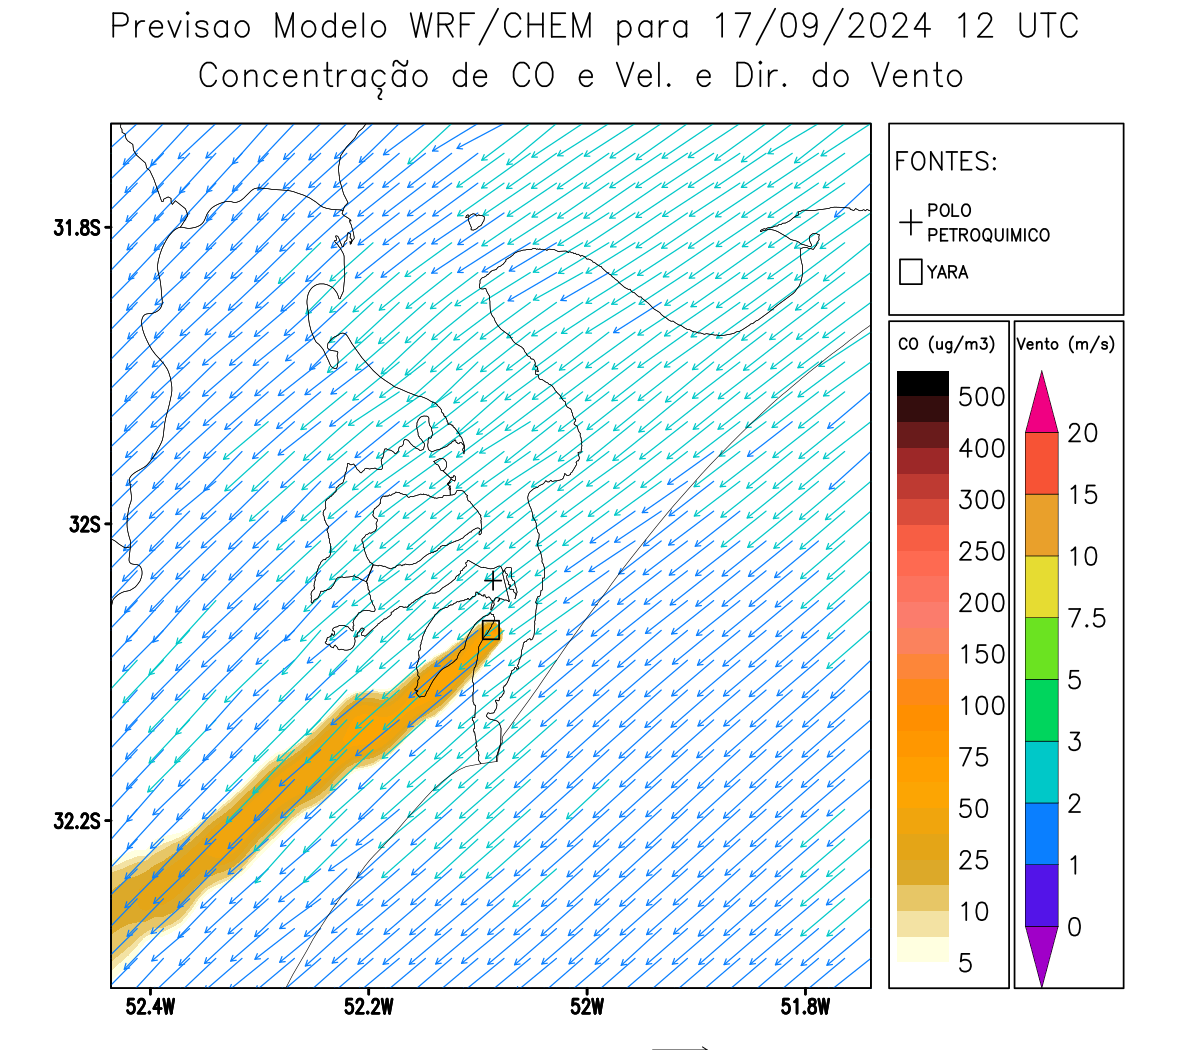 Previsao Modelo WRF/CHEM para 17/09/2024 12 UTC
Concentração de CO e Vel. e Dir. do Vento
FONTES:
POLO
PETROQUIMICO
YARA
CO (ug/m3)
500
400
300
250
200
150
100
75
50
25
10
5
Vento (m/s)
20
15
10
7.5
5
3
2
1
0
31.8S
32S
32.2S
52.4W
52.2W
52W
51.8W